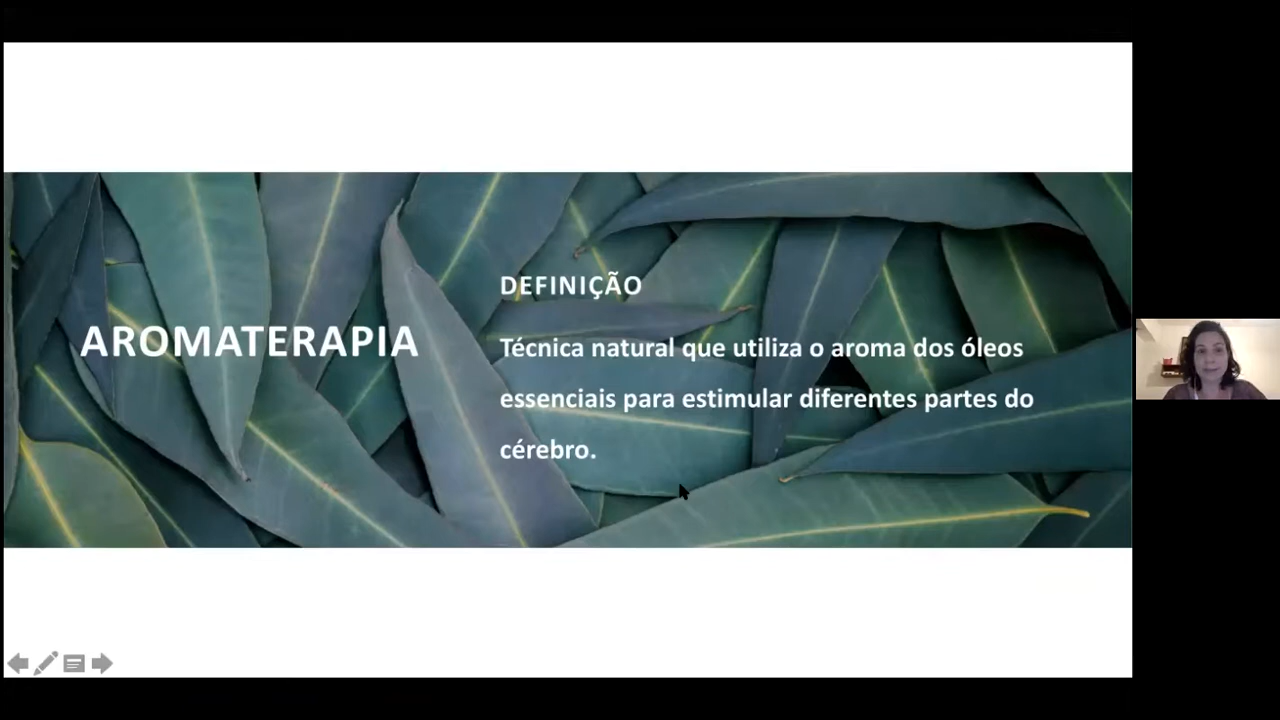 AROMATERAPIA
DEFINIÇÃO
Técnica natural que utiliza o aroma dos óleos
essenciais para estimular diferentes partes do
cérebro.